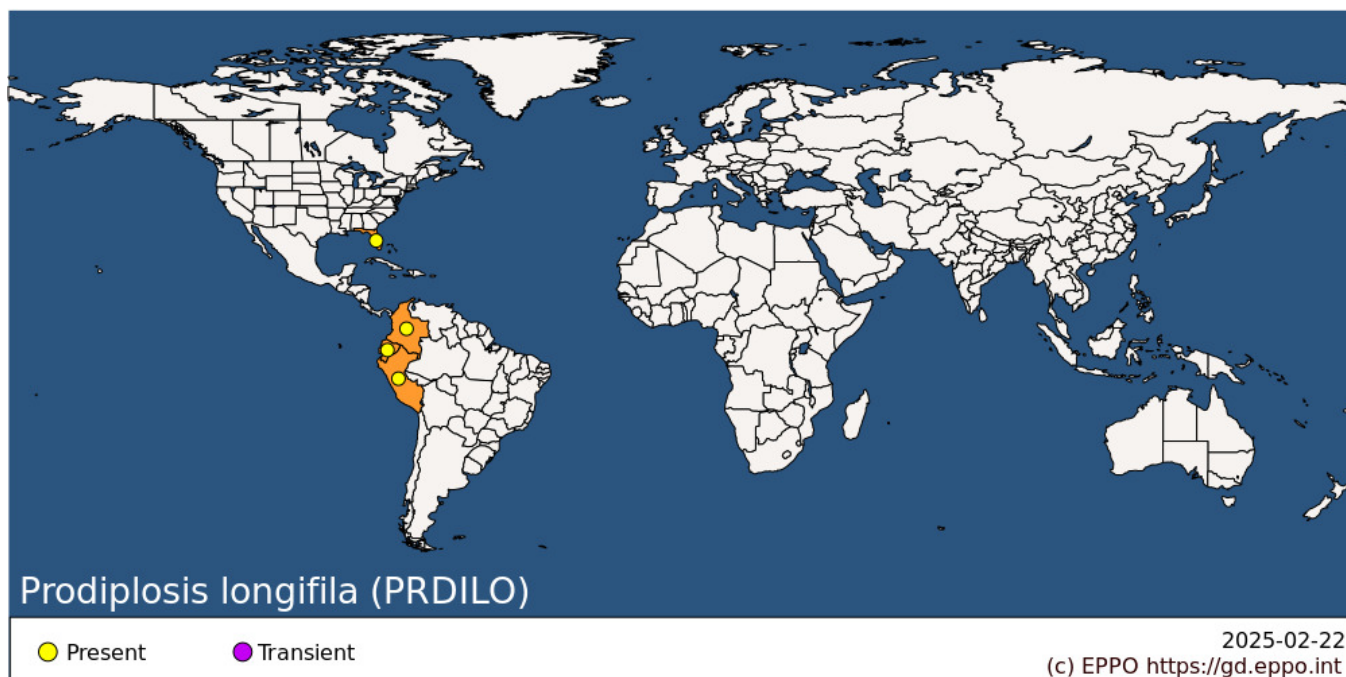 Prodiplosis longifila (PRDILO)
Present
Transient
2025-02-22
(c) EPPO https://gd.eppo.int